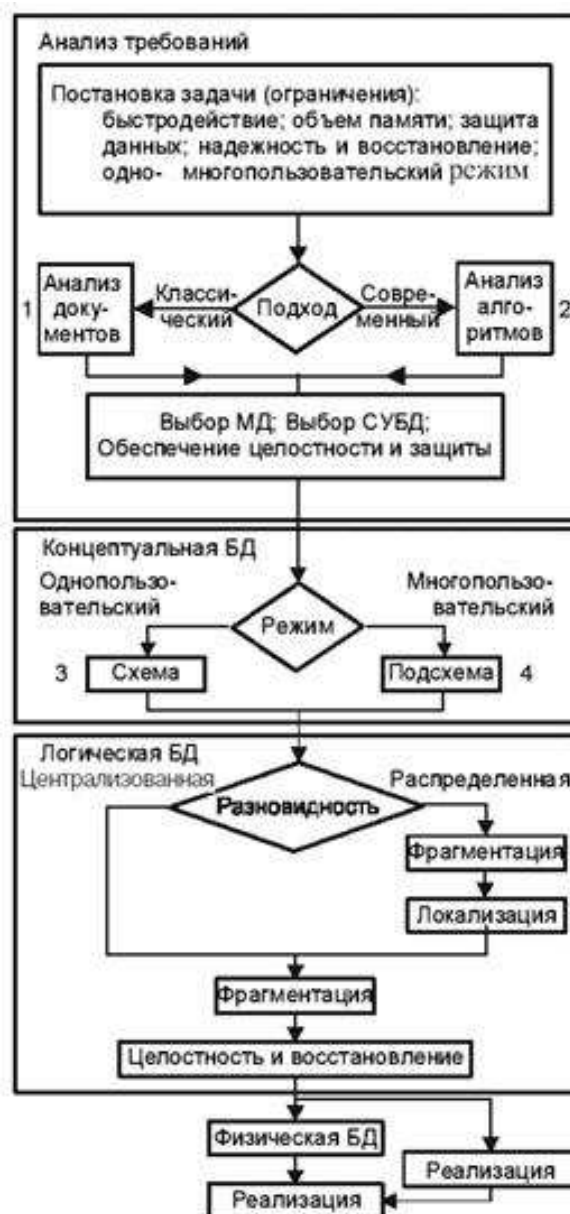 Анализ требований
Постановка задачи (ограничения):
быстродействие; объем памяти; защита
данных; надежность и восстановление;
одно- многопользовательский режим
1
Анализ
доку-
ментов
Класси-
ческий
Подход
Совре-
менный
Анализ
алго-
ритмов
2
Выбор МД; Выбор СУБД;
Обеспечение целостности и защиты
Концептуальная БД
Однопользо-
вательский
Многопользо-
вательский
Режим
3
Схема
Подсхема
4
Логическая БД
Централизованная
Распределенная
Разновидность
Фрагментация
Локализация
Фрагментация
Целостность и восстановление
Физическая БД
Реализация
Реализация